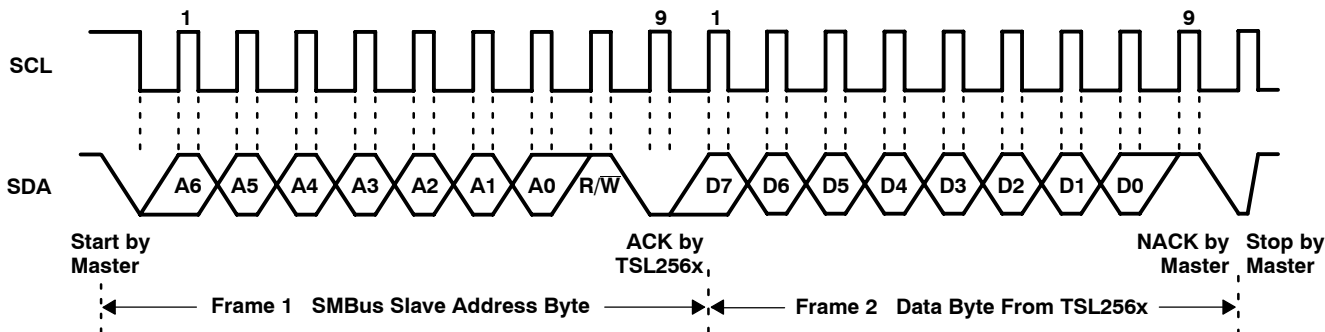 1 9 1 9
SCL
SDA
A6 A5 A4 A3 A2 A1 A0 R/W̅ D7 D6 D5 D4 D3 D2 D1 D0
Start by
Master
ACK by
TSL256x
NACK by
Master
Stop by
Master
Frame 1 SMBus Slave Address Byte
Frame 2 Data Byte From TSL256x